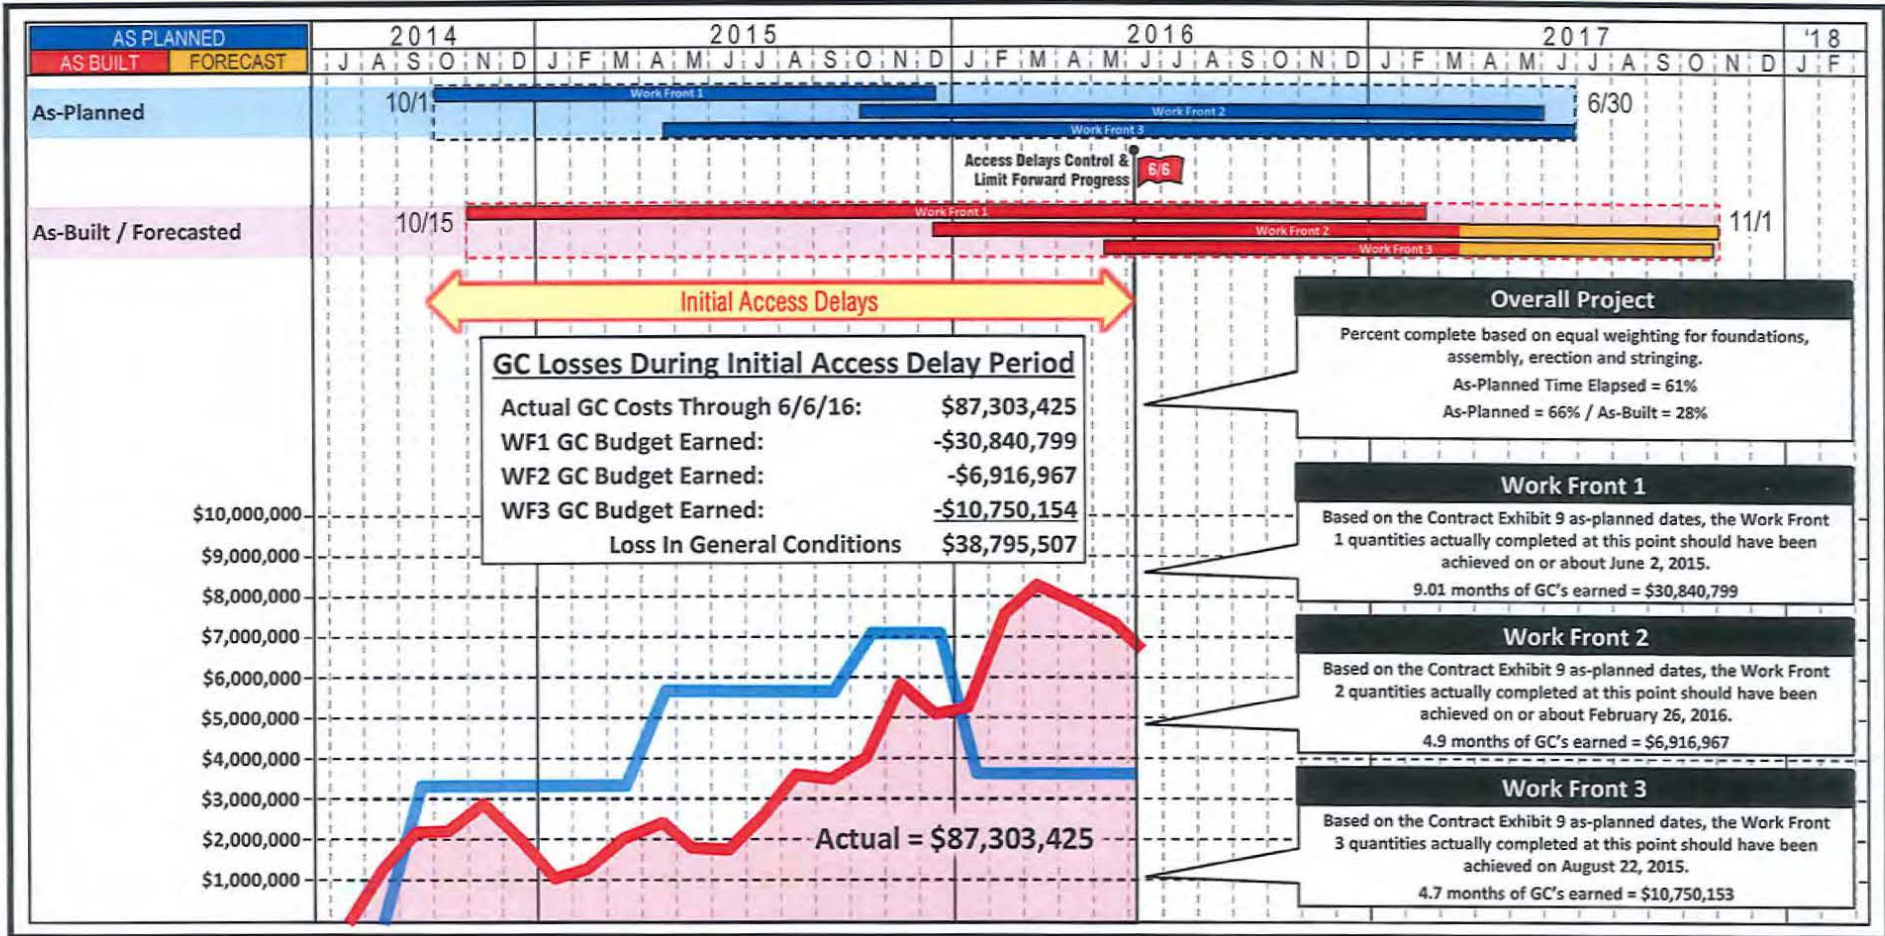 AS PLANNED
AS BUILT FORECAST
2014 2015 2016 2017 '18
J A S O N D J F M A M J J A S O N D J F M A M J J A S O N D J F M A M J J A S O N D J F
As-Planned
10/1
Work Front 1
Work Front 2
Work Front 3
6/30
Access Delays Control &
Limit Forward Progress
6/6
As-Built / Forecasted
10/15
Work Front 1
Work Front 2
Work Front 3
11/1
Initial Access Delays
GC Losses During Initial Access Delay Period
Actual GC Costs Through 6/6/16: $87,303,425
WF1 GC Budget Earned: -$30,840,799
WF2 GC Budget Earned: -$6,916,967
WF3 GC Budget Earned: -$10,750,154
Loss In General Conditions $38,795,507
$10,000,000
$9,000,000
$8,000,000
$7,000,000
$6,000,000
$5,000,000
$4,000,000
$3,000,000
$2,000,000
$1,000,000
Actual = $87,303,425
Overall Project
Percent complete based on equal weighting for foundations,
assembly, erection and stringing.
As-Planned Time Elapsed = 61%
As-Planned = 66% / As-Built = 28%
Work Front 1
Based on the Contract Exhibit 9 as-planned dates, the Work Front
1 quantities actually completed at this point should have been
achieved on or about June 2, 2015.
9.01 months of GC's earned = $30,840,799
Work Front 2
Based on the Contract Exhibit 9 as-planned dates, the Work Front
2 quantities actually completed at this point should have been
achieved on or about February 26, 2016.
4.9 months of GC's earned = $6,916,967
Work Front 3
Based on the Contract Exhibit 9 as-planned dates, the Work Front
3 quantities actually completed at this point should have been
achieved on August 22, 2015.
4.7 months of GC's earned = $10,750,153